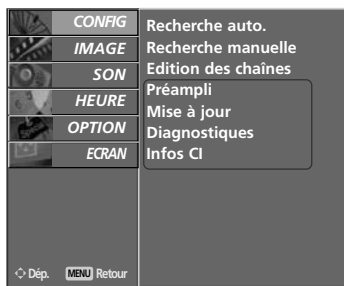 CONFIG
IMAGE
SON
HEURE
OPTION
ECRAN
Recherche auto.
Recherche manuelle
Edition des chaînes
Préampli
Mise à jour
Diagnostiques
Infos CI
Dép. MENU Retour